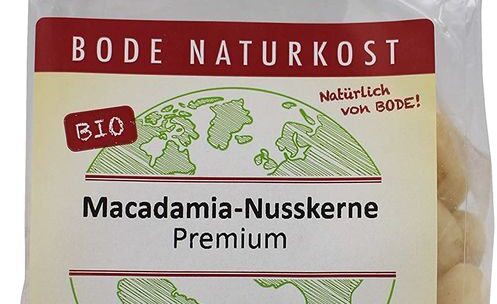 BODE NATURKOST
Natürlich
von BODE!
BIO
Macadamia-Nusskerne
Premium